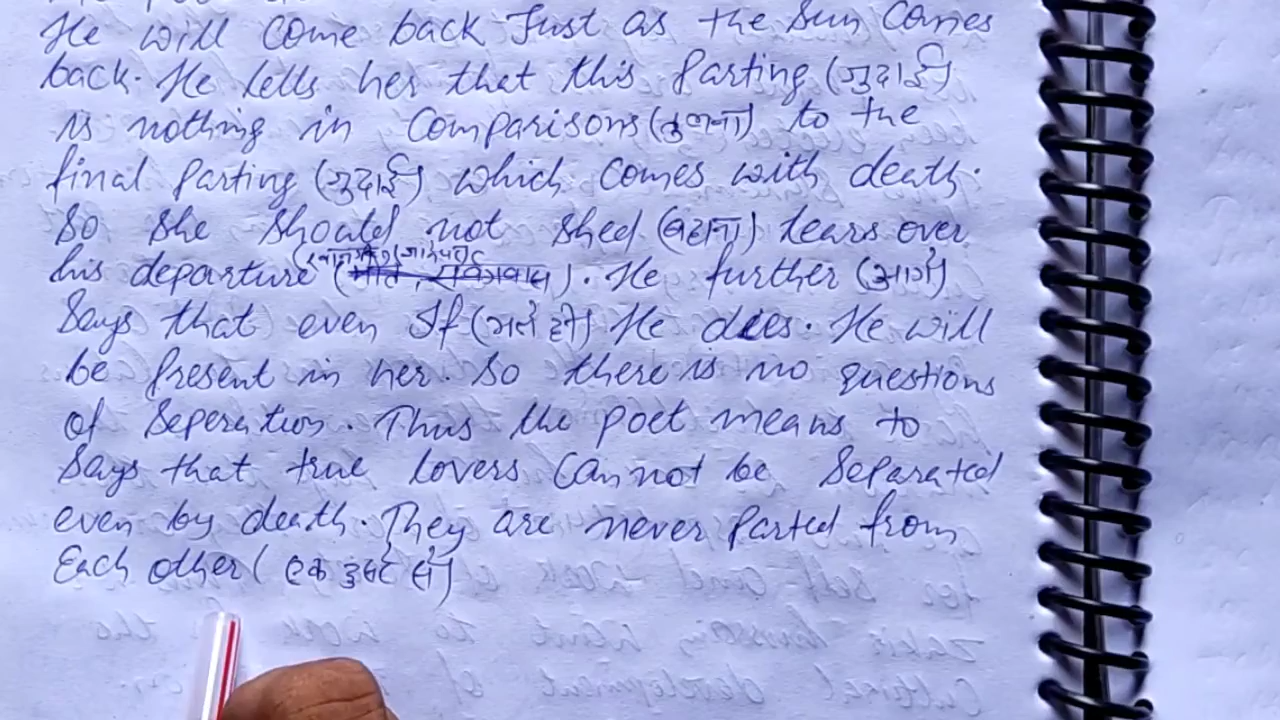 He will come back Just as the Sun Comes
back. He tells her that this Parting (जुदाई)
is nothing in Comparisons (तुलना) to the
final Parting (जुदाई) which comes with death.
So she should not shed (बहाना) tears over
his departure ( ). He further (आगे)
Says that even If (भले ही) He dies. He will
be Present in her. So there is no questions
of Seperation. Thus the poet means to
Says that true lovers Can not be Separated
even by death. They are never Parted from
Each other ( एक दूसरे से)